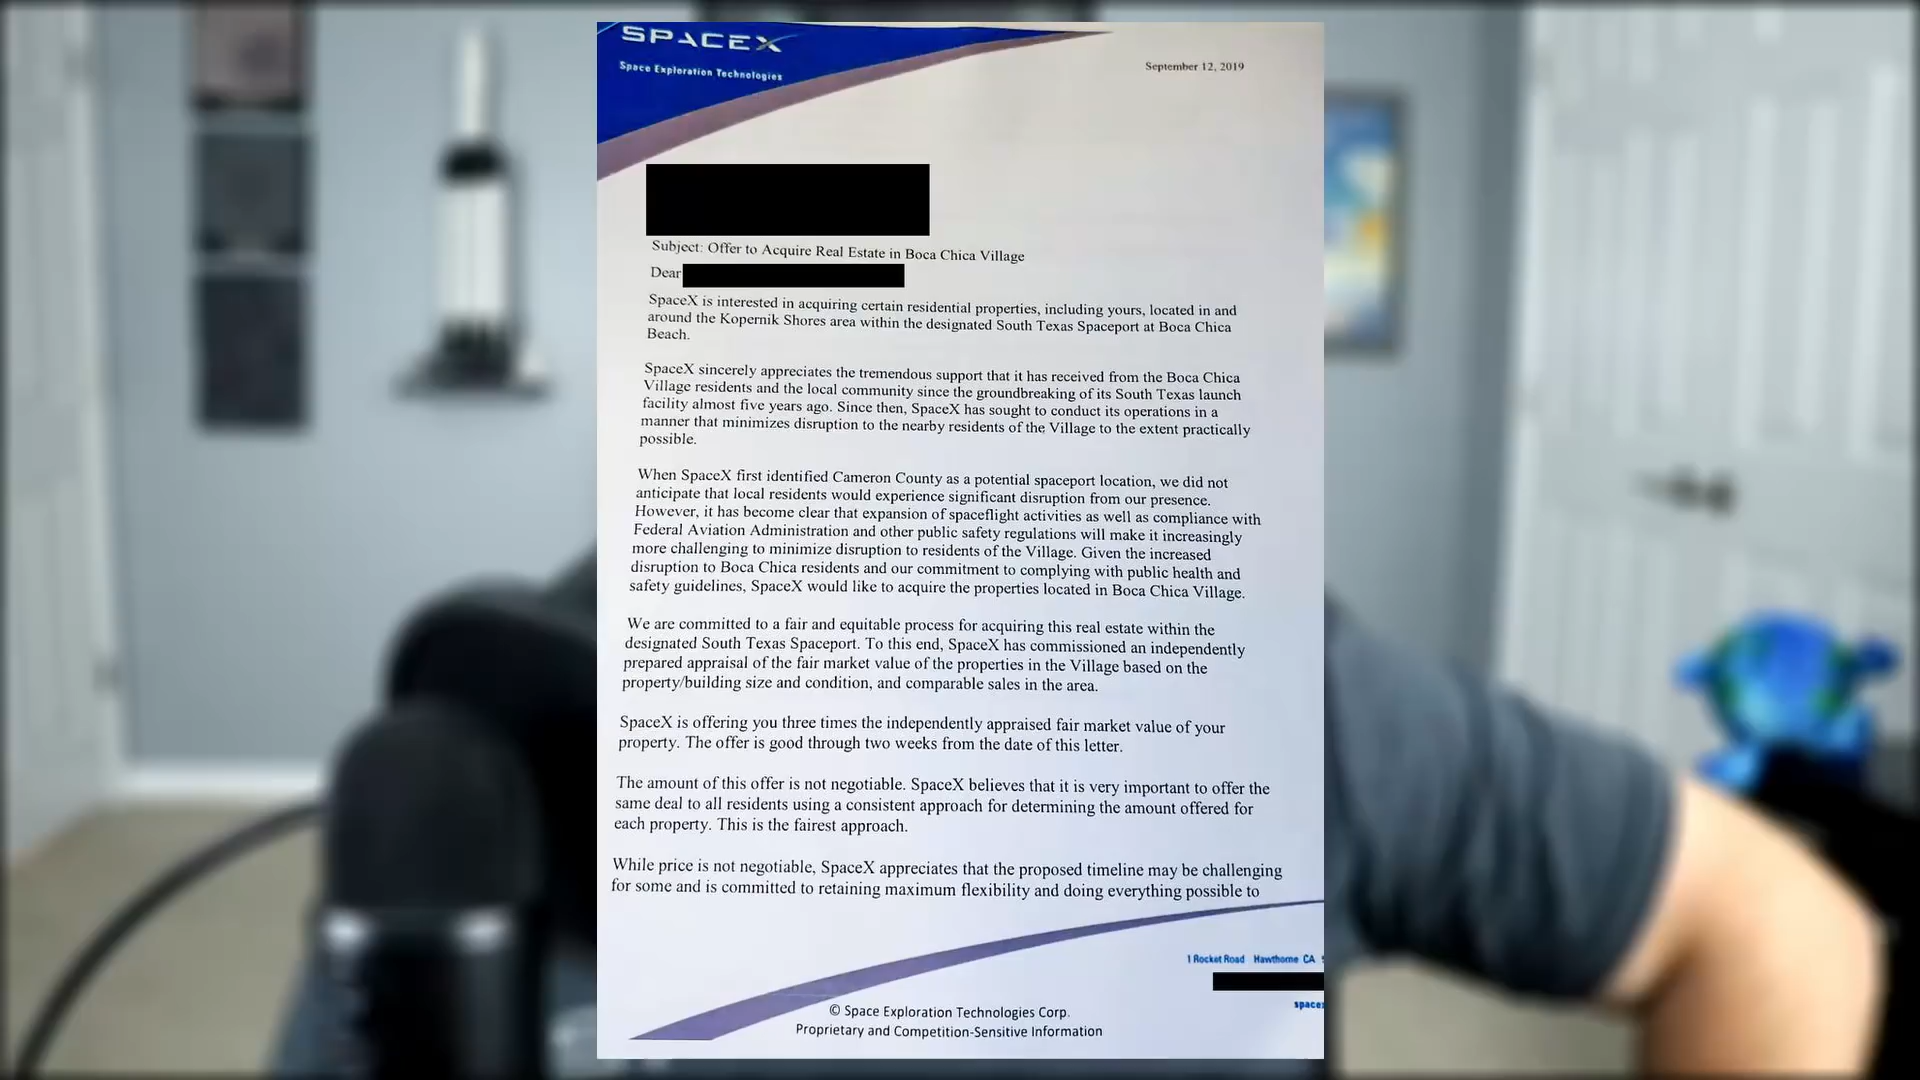 SPACEX
Space Exploration Technologies
September 12, 2019
Subject: Offer to Acquire Real Estate in Boca Chica Village
Dear
SpaceX is interested in acquiring certain residential properties, including yours, located in and
around the Kopernik Shores area within the designated South Texas Spaceport at Boca Chica
Beach.
SpaceX sincerely appreciates the tremendous support that it has received from the Boca Chica
Village residents and the local community since the groundbreaking of its South Texas launch
facility almost five years ago. Since then, SpaceX has sought to conduct its operations in a
manner that minimizes disruption to the nearby residents of the Village to the extent practically
possible.
When SpaceX first identified Cameron County as a potential spaceport location, we did not
anticipate that local residents would experience significant disruption from our presence.
However, it has become clear that expansion of spaceflight activities as well as compliance with
Federal Aviation Administration and other public safety regulations will make it increasingly
more challenging to minimize disruption to residents of the Village. Given the increased
disruption to Boca Chica residents and our commitment to complying with public health and
safety guidelines, SpaceX would like to acquire the properties located in Boca Chica Village.
We are committed to a fair and equitable process for acquiring this real estate within the
designated South Texas Spaceport. To this end, SpaceX has commissioned an independently
prepared appraisal of the fair market value of the properties in the Village based on the
property/building size and condition, and comparable sales in the area.
SpaceX is offering you three times the independently appraised fair market value of your
property. The offer is good through two weeks from the date of this letter.
The amount of this offer is not negotiable. SpaceX believes that it is very important to offer the
same deal to all residents using a consistent approach for determining the amount offered for
each property. This is the fairest approach.
While price is not negotiable, SpaceX appreciates that the proposed timeline may be challenging
for some and is committed to retaining maximum flexibility and doing everything possible to
1 Rocket Road Hawthorne CA
space
© Space Exploration Technologies Corp.
Proprietary and Competition-Sensitive Information